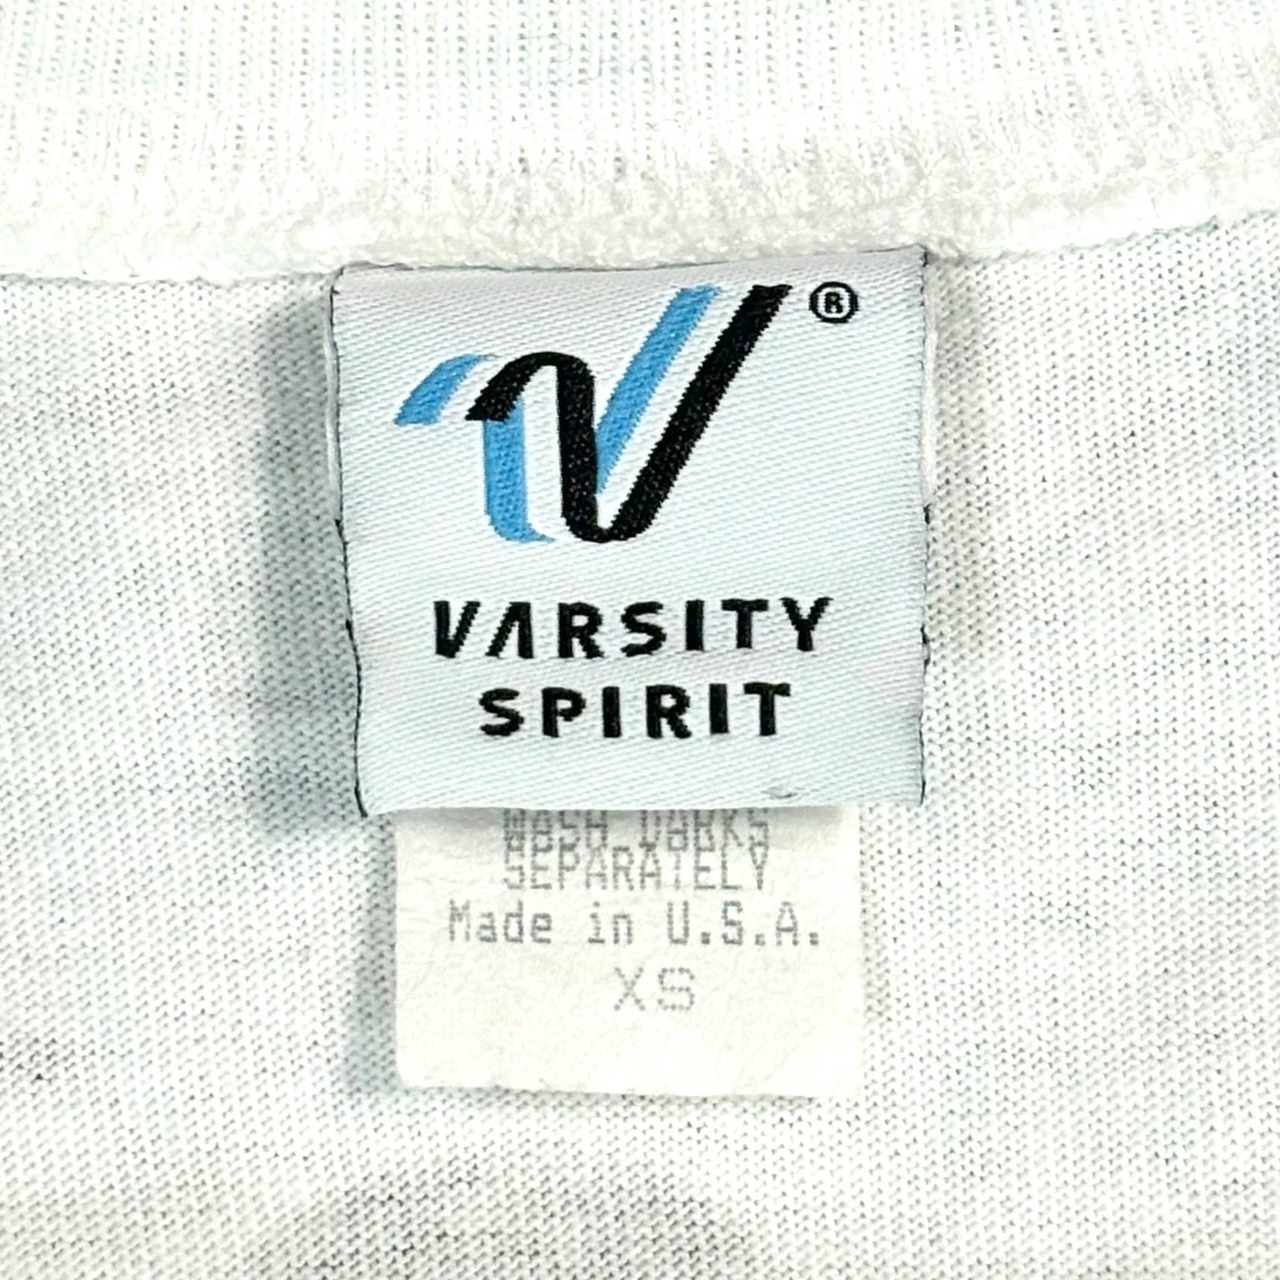 ®
VARSITY
SPIRIT
WASH DARKS
SEPARATELY
Made in U.S.A.
XS